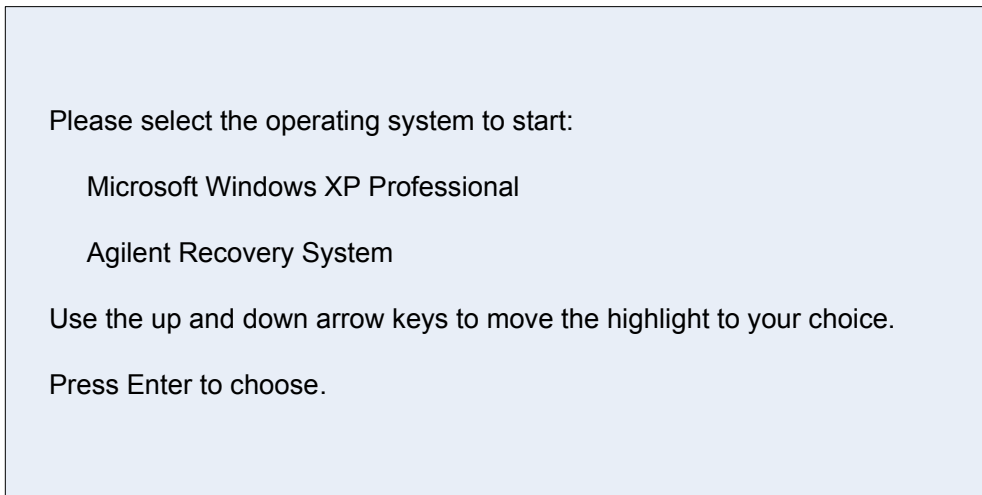 Please select the operating system to start:
Microsoft Windows XP Professional
Agilent Recovery System
Use the up and down arrow keys to move the highlight to your choice.
Press Enter to choose.